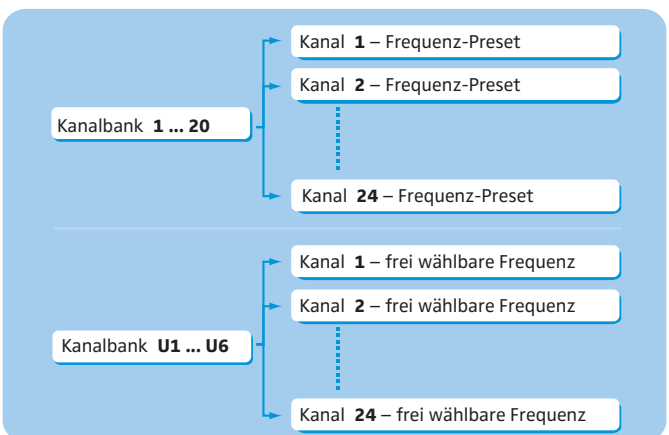 Kanal 1 – Frequenz-Preset
Kanal 2 – Frequenz-Preset
Kanalbank 1 ... 20
Kanal 24 – Frequenz-Preset
Kanal 1 – frei wählbare Frequenz
Kanal 2 – frei wählbare Frequenz
Kanalbank U1 ... U6
Kanal 24 – frei wählbare Frequenz